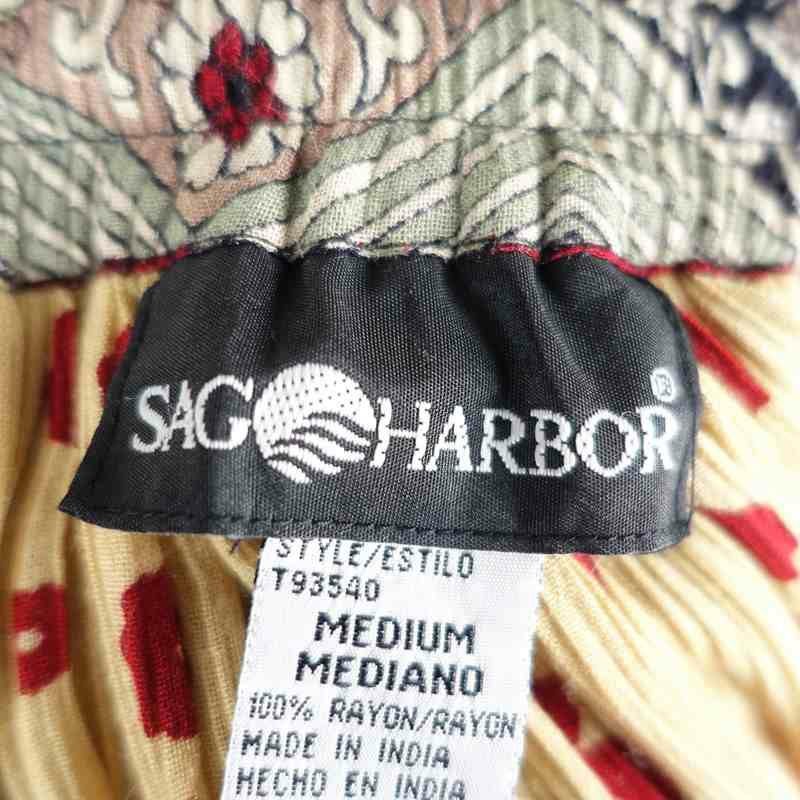 SAG HARBOR®
STYLE/ESTILO
T93540
MEDIUM
MEDIANO
100% RAYON/RAYON
MADE IN INDIA
HECHO EN INDIA